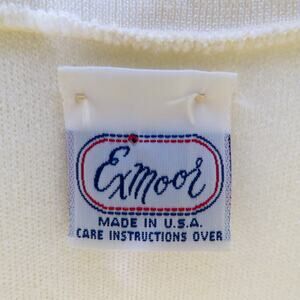 Exmoor
MADE IN U.S.A.
CARE INSTRUCTIONS OVER